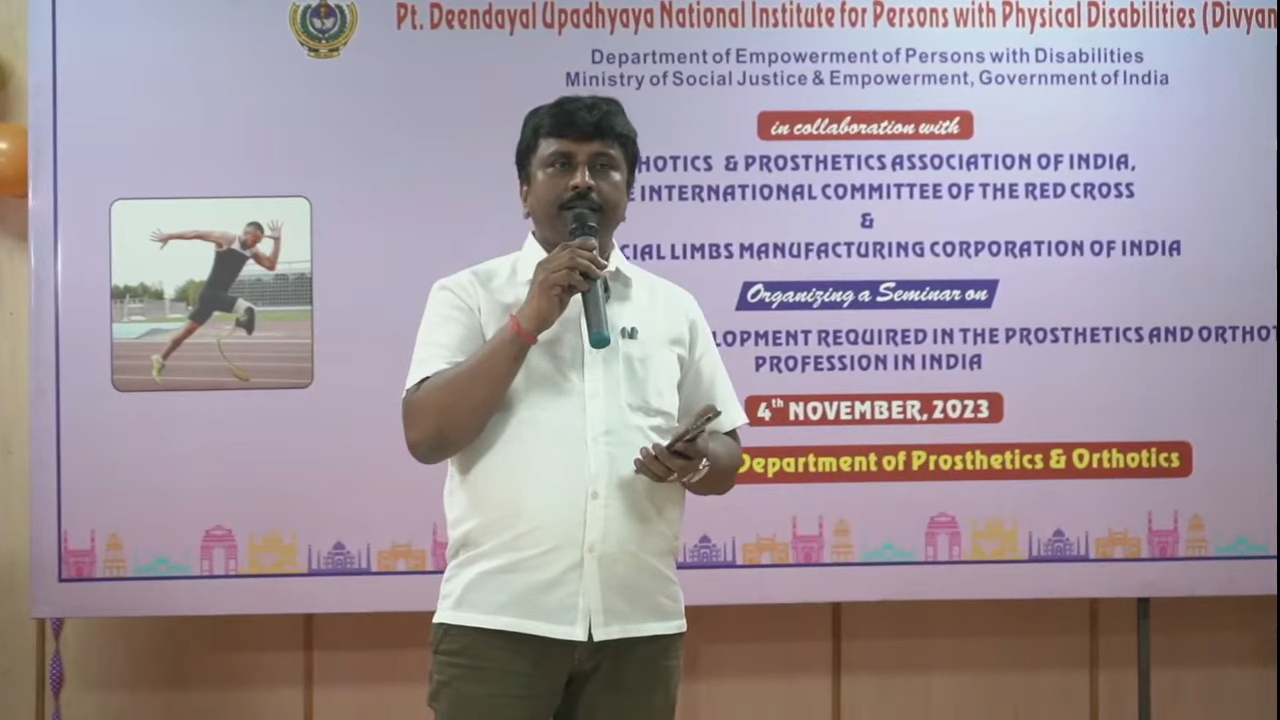 Pt. Deendayal Upadhyaya National Institute for Persons with Physical Disabilities (Divyan
Department of Empowerment of Persons with Disabilities
Ministry of Social Justice & Empowerment, Government of India
in collaboration with
HOTICS & PROSTHETICS ASSOCIATION OF INDIA,
E INTERNATIONAL COMMITTEE OF THE RED CROSS
&
CIAL LIMBS MANUFACTURING CORPORATION OF INDIA
Organizing a Seminar on
LOPMENT REQUIRED IN THE PROSTHETICS AND ORTHOT
PROFESSION IN INDIA
4th NOVEMBER, 2023
Department of Prosthetics & Orthotics